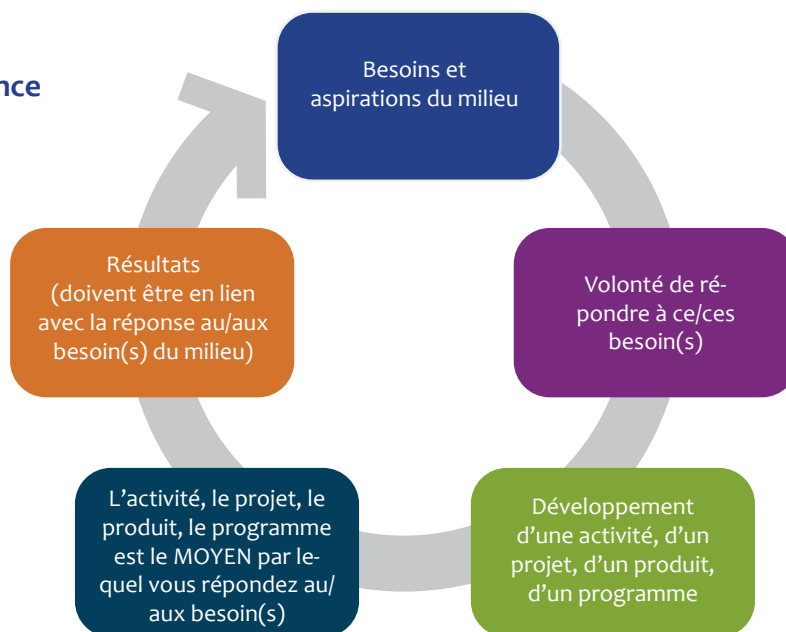 nce
Besoins et
aspirations du milieu
Volonté de ré-
pondre à ce/ces
besoin(s)
Développement
d’une activité, d’un
projet, d’un produit,
d’un programme
L’activité, le projet, le
produit, le programme
est le MOYEN par le-
quel vous répondez au/
aux besoin(s)
Résultats
(doivent être en lien
avec la réponse au/aux
besoin(s) du milieu)